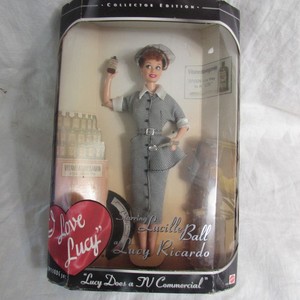 COLLECTOR EDITION
I Love
Lucy
Starring
Lucille Ball
as
Lucy Ricardo
"Lucy Does a TV Commercial"